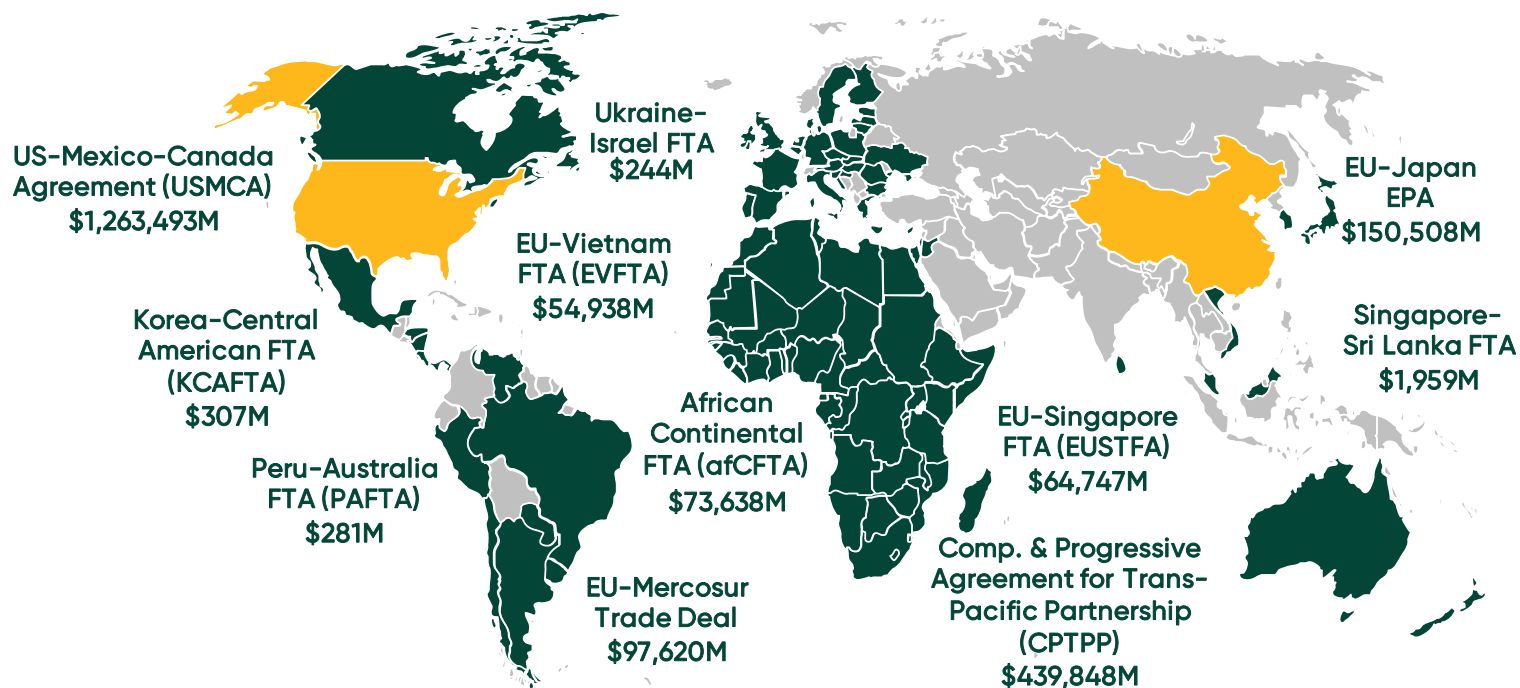 US-Mexico-Canada
Agreement (USMCA)
$1,263,493M
Ukraine-
Israel FTA
$244M
EU-Japan
EPA
$150,508M
EU-Vietnam
FTA (EVFTA)
$54,938M
Korea-Central
American FTA
(KCAFTA)
$307M
Singapore-
Sri Lanka FTA
$1,959M
African
Continental
FTA (afCFTA)
$73,638M
EU-Singapore
FTA (EUSTFA)
$64,747M
Peru-Australia
FTA (PAFTA)
$281M
Comp. & Progressive
Agreement for Trans-
Pacific Partnership
(CPTPP)
$439,848M
EU-Mercosur
Trade Deal
$97,620M